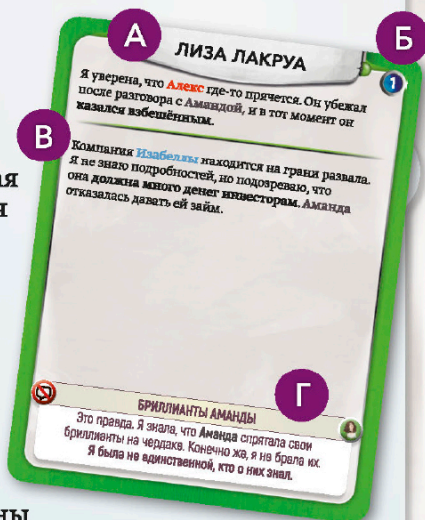 А
Б
ЛИЗА ЛАКРУА
1
Я уверена, что Алекс где-то прячется. Он убежал
после разговора с Амандой, и в тот момент он
казался взбешённым.
В
Компания Изабеллы находится на грани развала.
Я не знаю подробностей, но подозреваю, что
она должна много денег инвесторам. Аманда
отказалась давать ей займ.
Г
БРИЛЛИАНТЫ АМАНДЫ
Это правда. Я знала, что Аманда спрятала свои
бриллианты на чердаке. Конечно же, я не брала их.
Я была не единственной, кто о них знал.